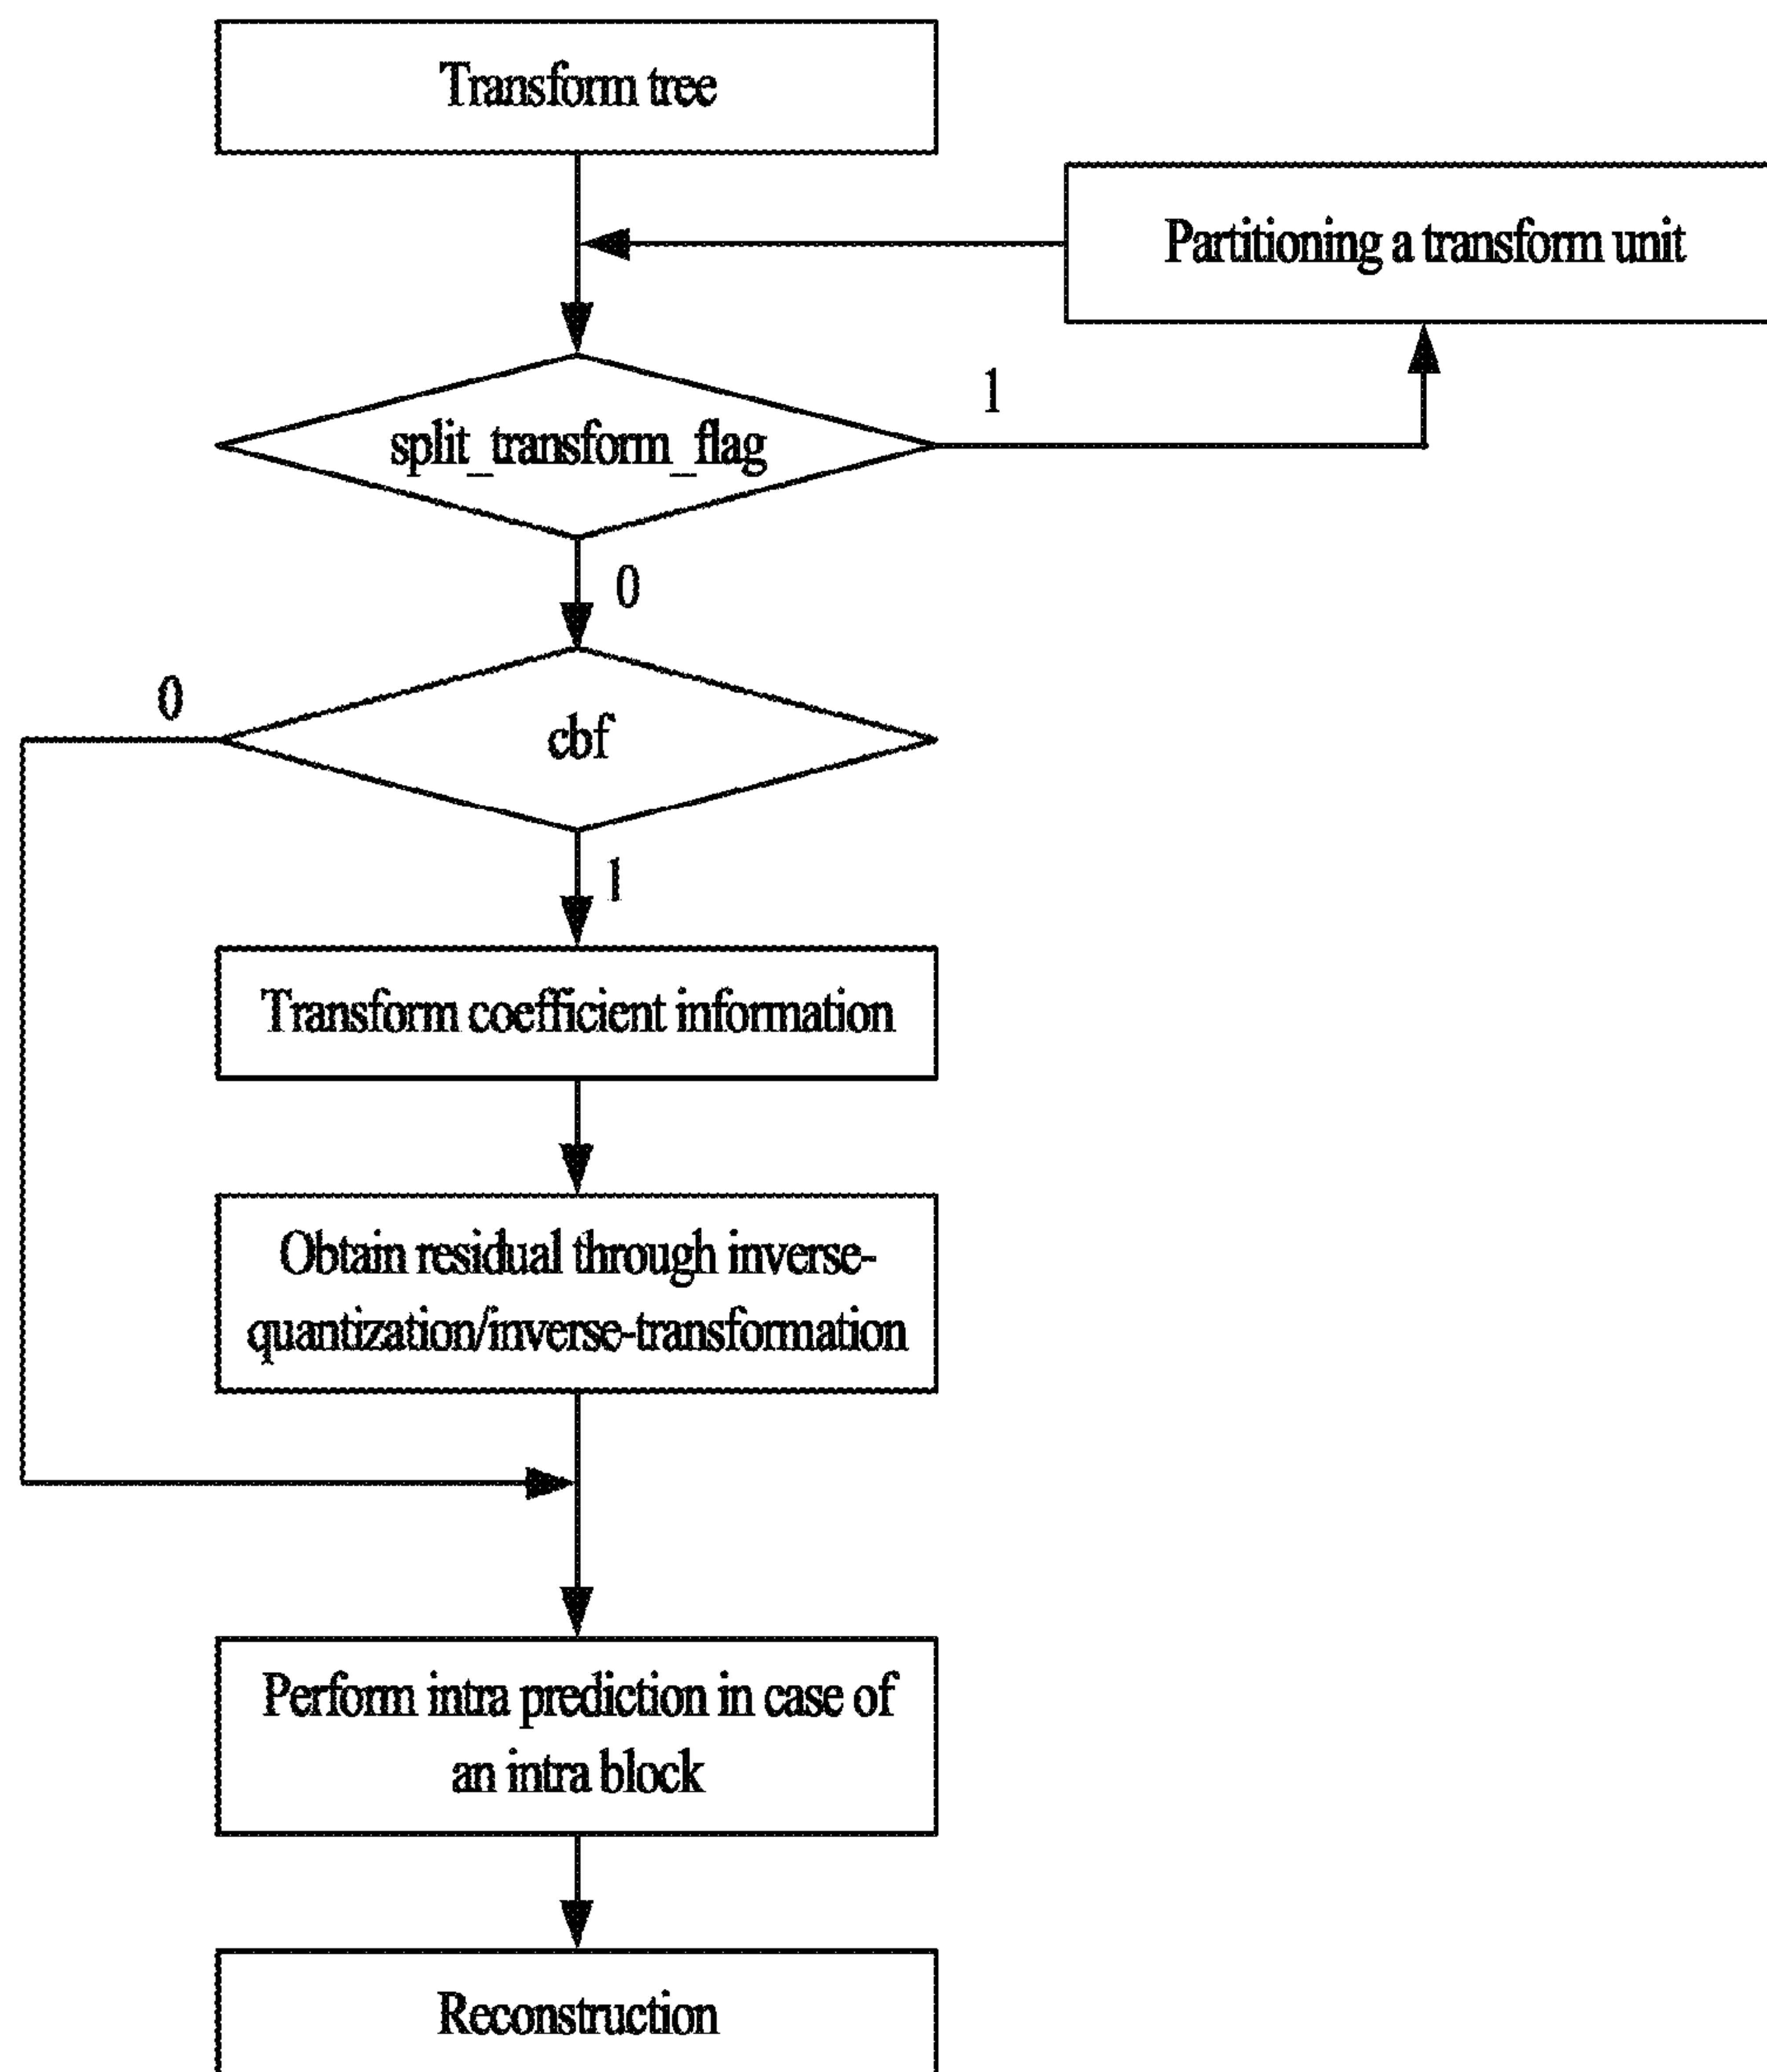 Transform tree
Partitioning a transform unit
split_transform_flag
1
0
cbf
0
1
Transform coefficient information
Obtain residual through inverse-
quantization/inverse-transformation
Perform intra prediction in case of
an intra block
Reconstruction